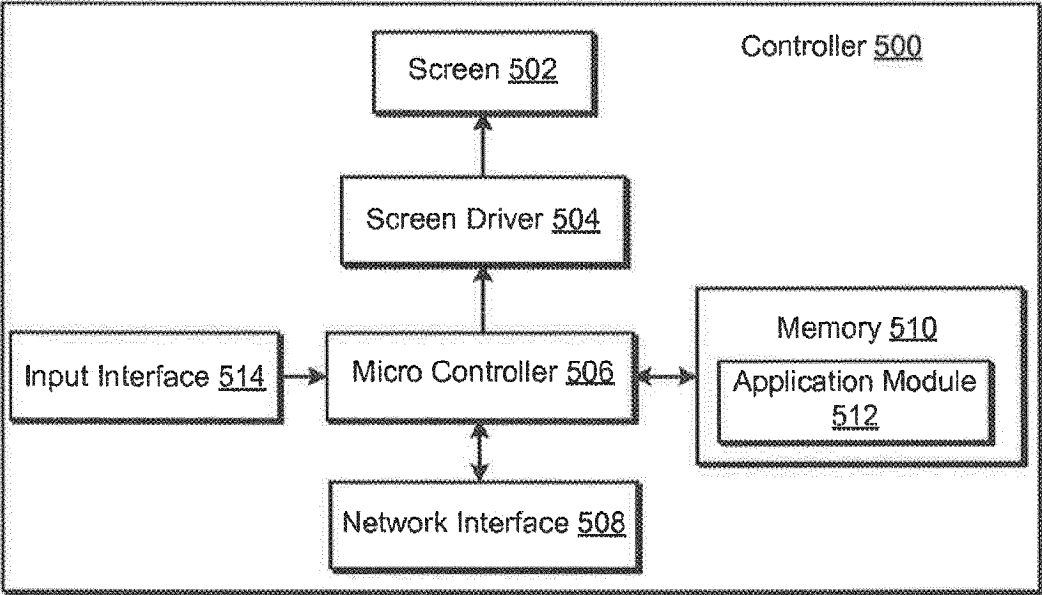 Controller 500
Screen 502
Screen Driver 504
Memory 510
Input Interface 514
Micro Controller 506
Application Module
512
Network Interface 508